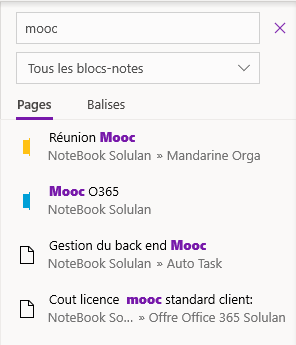 mooc
Tous les blocs-notes
Pages Balises
Réunion Mooc
NoteBook Solulan » Mandarine Orga
Mooc O365
NoteBook Solulan
Gestion du back end Mooc
NoteBook Solulan » Auto Task
Cout licence mooc standard client:
NoteBook So... » Offre Office 365 Solulan